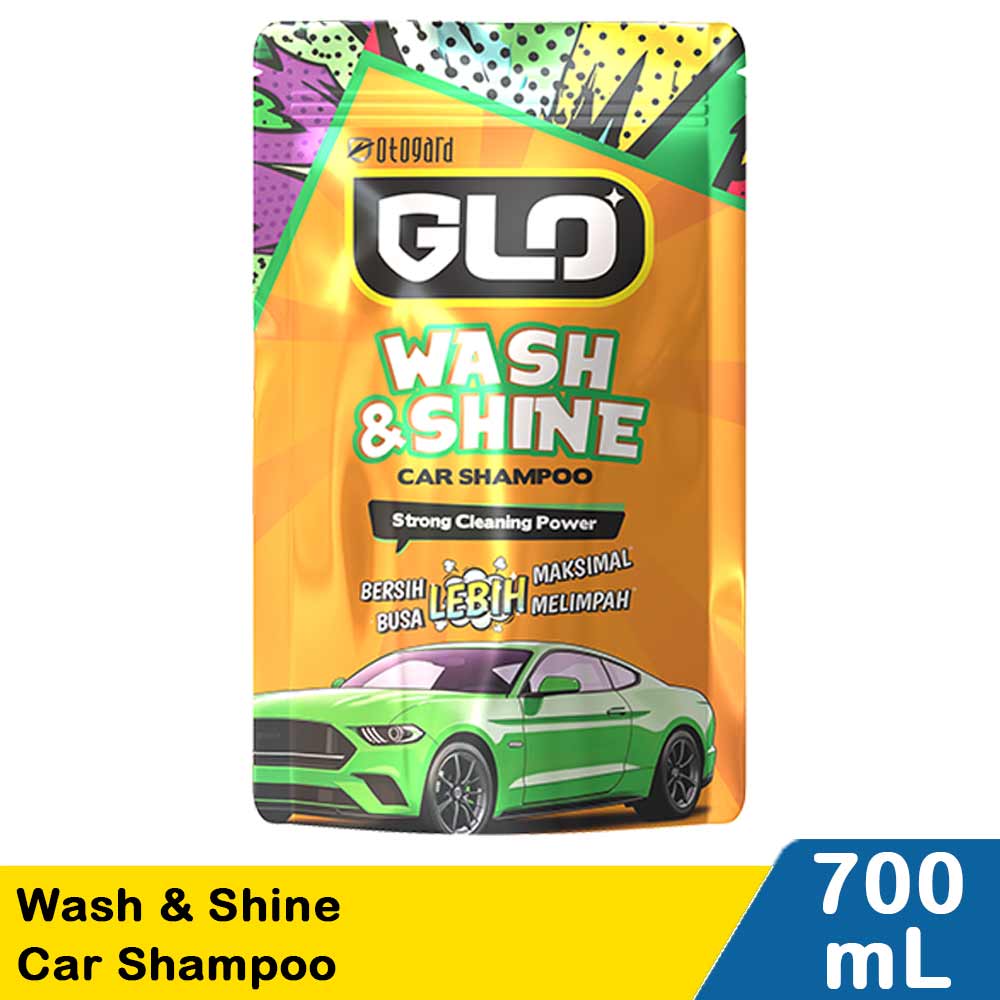 otogard
GLO
WASH
& SHINE
CAR SHAMPOO
Strong Cleaning Power
BERSIH LEBIH MAKSIMAL
BUSA MELIMPAH
Wash & Shine
Car Shampoo
700
mL